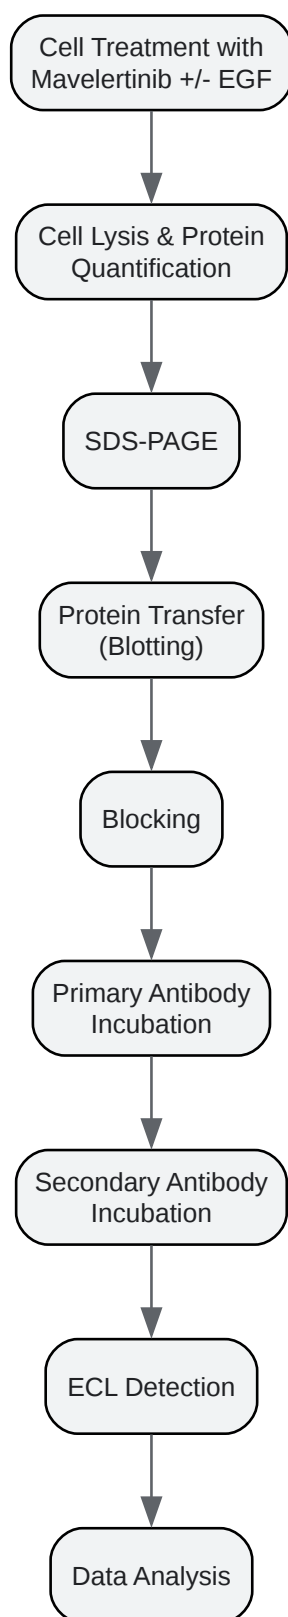 Cell Treatment with
Mavelertinib +/- EGF
Cell Lysis & Protein
Quantification
SDS-PAGE
Protein Transfer
(Blotting)
Blocking
Primary Antibody
Incubation
Secondary Antibody
Incubation
ECL Detection
Data Analysis